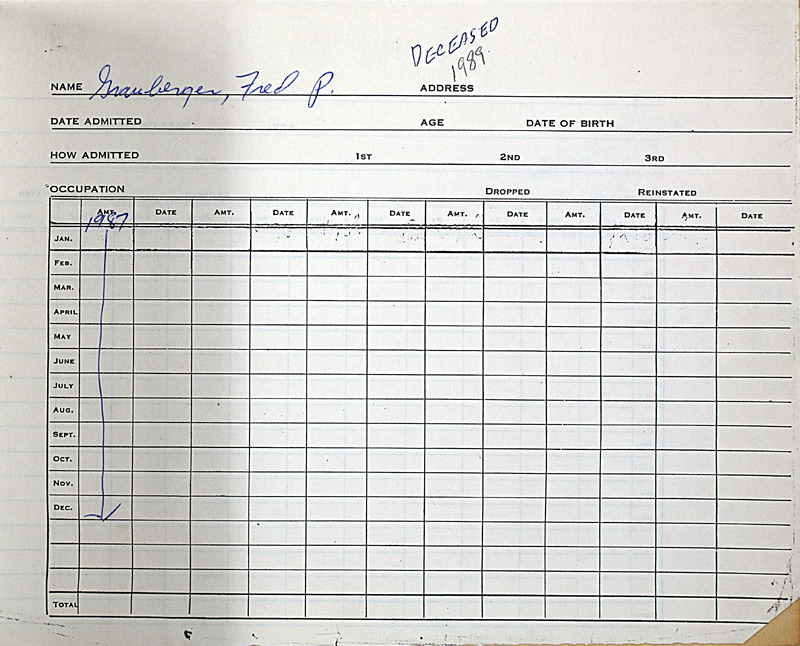 DECEASED
1989
NAME Grauberger, Fred P. ADDRESS
DATE ADMITTED AGE DATE OF BIRTH
HOW ADMITTED 1ST 2ND 3RD
OCCUPATION DROPPED REINSTATED
AMT. DATE AMT. DATE AMT. DATE AMT. DATE AMT. DATE AMT. DATE
1987
JAN.
FEB.
MAR.
APRIL
MAY
JUNE
JULY
AUG.
SEPT.
OCT.
NOV.
DEC.
TOTAL